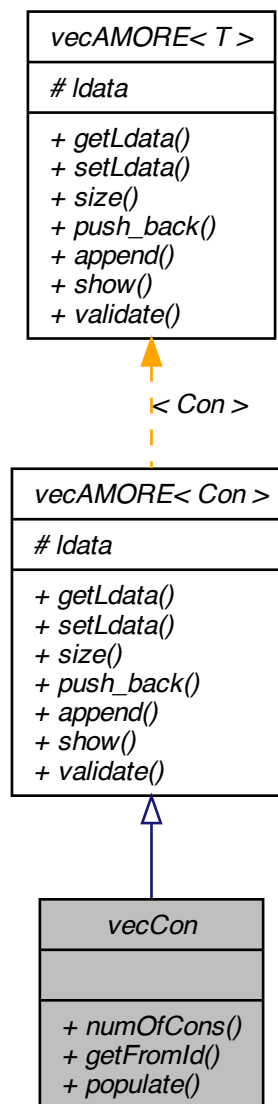 vecAMORE< T >
# ldata
+ getLdata()
+ setLdata()
+ size()
+ push_back()
+ append()
+ show()
+ validate()
< Con >
vecAMORE< Con >
# ldata
+ getLdata()
+ setLdata()
+ size()
+ push_back()
+ append()
+ show()
+ validate()
vecCon
+ numOfCons()
+ getFromId()
+ populate()